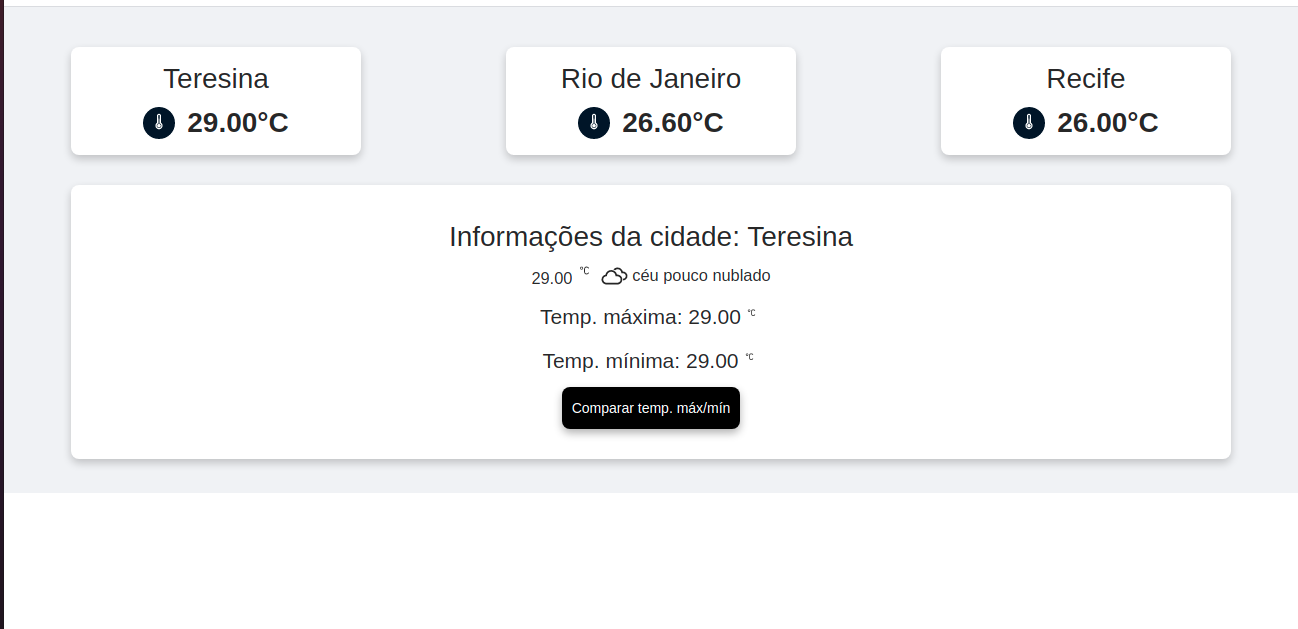 Teresina
29.00°C
Rio de Janeiro
26.60°C
Recife
26.00°C
Informações da cidade: Teresina
29.00 °C céu pouco nublado
Temp. máxima: 29.00 °C
Temp. mínima: 29.00 °C
Comparar temp. máx/mín